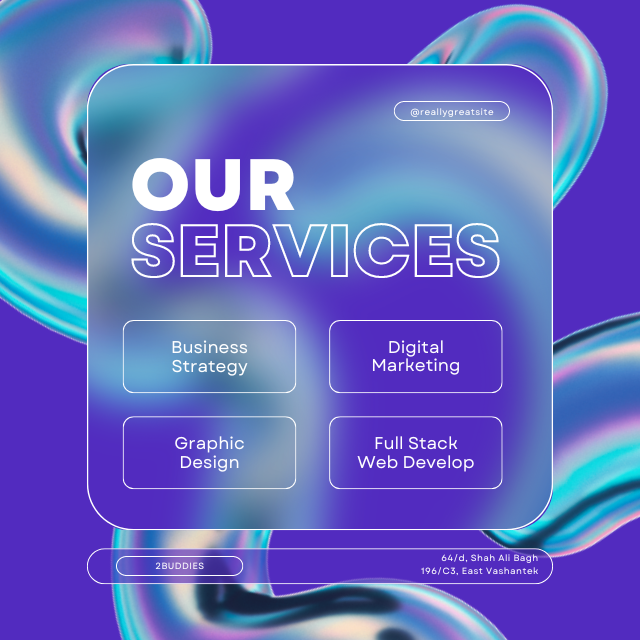 @reallygreatsite
OUR
SERVICES
Business
Strategy
Digital
Marketing
Graphic
Design
Full Stack
Web Develop
2BUDDIES
64/d, Shah Ali Bagh
196/C3, East Vashantek